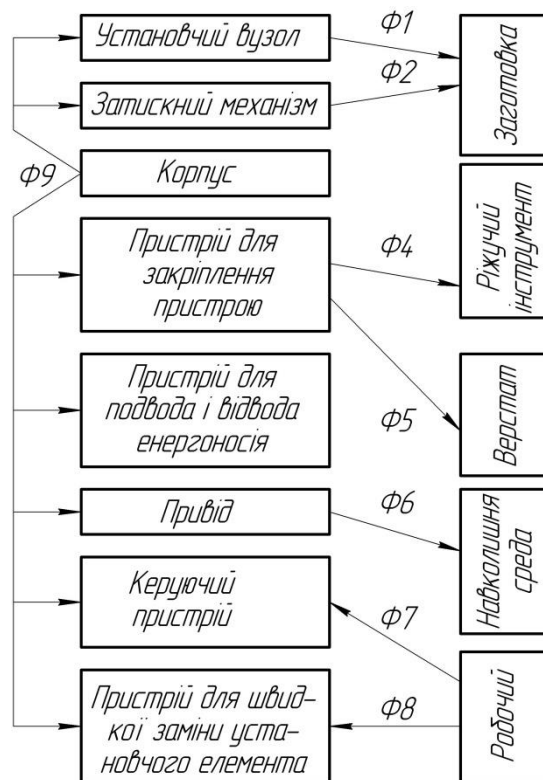 Установчий вузол
Ф1
Заготовка
Затискний механізм
Ф2
Ф9
Корпус
Пристрій для
закріплення
пристрою
Ф4
Ріжучий
інструмент
Пристрій для
подвода і відвода
енергоносія
Ф5
Верстат
Привід
Ф6
Навколишня
среда
Керуючий
пристрій
Ф7
Пристрій для швид-
кої заміни уста-
новчого елемента
Ф8
Робочий